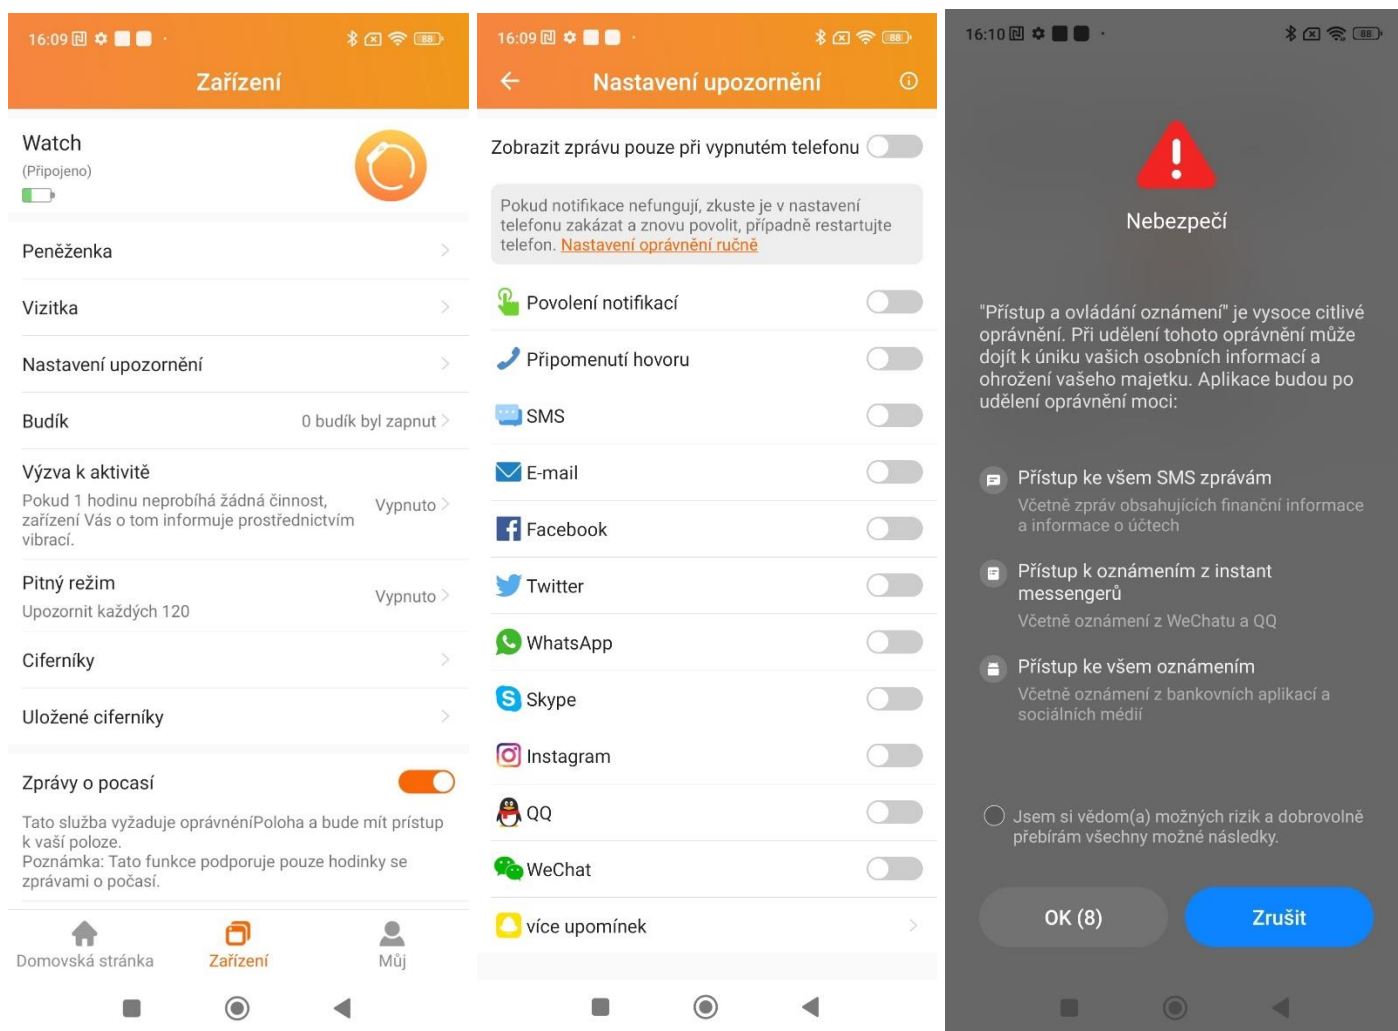 16:09
88
Zařízení
Watch
(Připojeno)
Peněženka
Vizitka
Nastavení upozornění
Budík
0 budík byl zapnut
Výzva k aktivitě
Pokud 1 hodinu neprobíhá žádná činnost,
zařízení Vás o tom informuje prostřednictvím
vibrací.
Vypnuto
Pitný režim
Upozornit každých 120
Vypnuto
Ciferníky
Uložené ciferníky
Zprávy o pocasí
Tato služba vyžaduje oprávnéníPoloha a bude mít prístup
k vaší poloze.
Poznámka: Tato funkce podporuje pouze hodinky se
zprávami o počasí.
Domovská stránka
Zařízení
Můj
16:09
88
Nastavení upozornění
Zobrazit zprávu pouze při vypnutém telefonu
Pokud notifikace nefungují, zkuste je v nastavení
telefonu zakázat a znovu povolit, případně restartujte
telefon. Nastavení oprávnění ručně
Povolení notifikací
Připomenutí hovoru
SMS
E-mail
Facebook
Twitter
WhatsApp
Skype
Instagram
QQ
WeChat
více upomínek
16:10
88
Nebezpečí
"Přístup a ovládání oznámení" je vysoce citlivé
oprávnění. Při udělení tohoto oprávnění může
dojít k úniku vašich osobních informací a
ohrožení vašeho majetku. Aplikace budou po
udělení oprávnění moci:
Přístup ke všem SMS zprávám
Včetně zpráv obsahujících finanční informace
a informace o účtech
Přístup k oznámením z instant
messengerů
Včetně oznámení z WeChatu a QQ
Přístup ke všem oznámením
Včetně oznámení z bankovních aplikací a
sociálních médií
Jsem si vědom(a) možných rizik a dobrovolně
přebírám všechny možné následky.
OK (8)
Zrušit